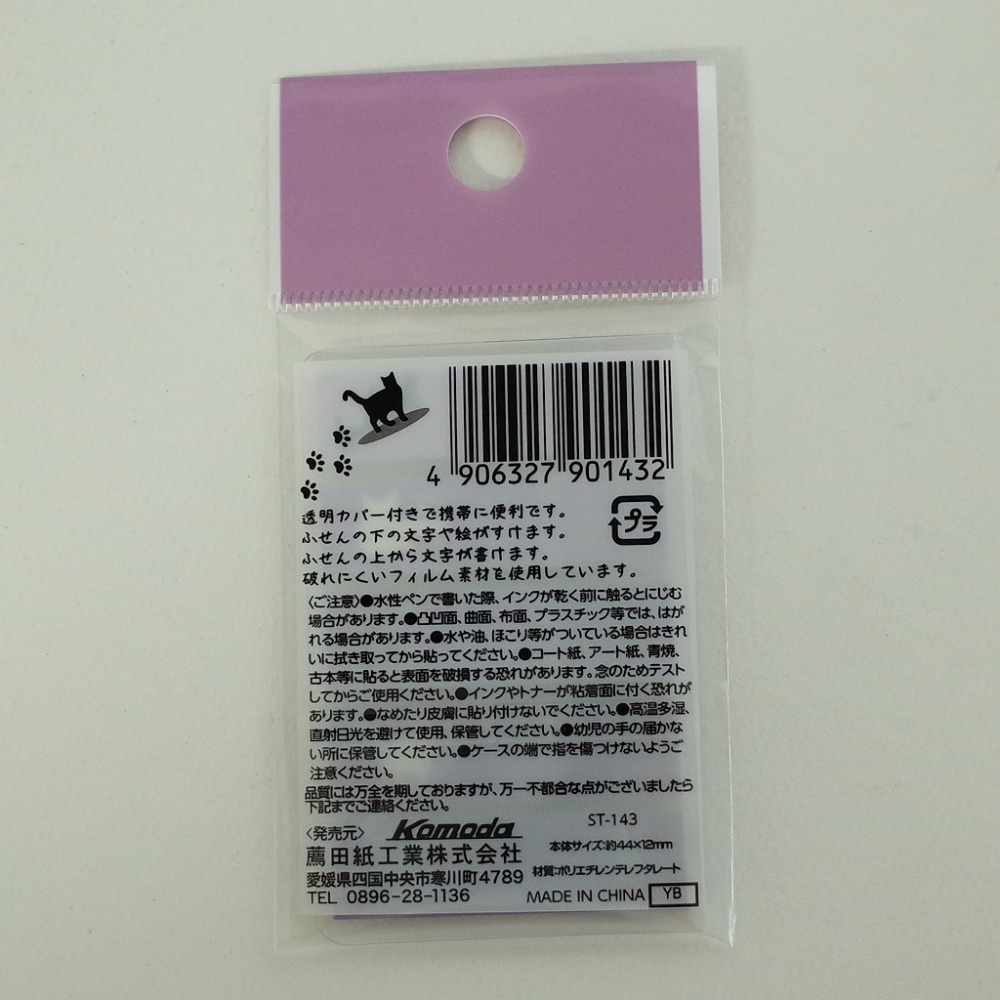 4 906327 901432
プラ
透明カバー付きで携帯に便利です。
ふせんの下の文字や絵がすけます。
ふせんの上から文字が書けます。
破れにくいフィルム素材を使用しています。
〈ご注意〉●水性ペンで書いた際、インクが乾く前に触るとにじむ
場合があります。●凸凹面、曲面、布面、プラスチック等では、はが
れる場合があります。●水や油、ほこり等がついている場合はきれ
いに拭き取ってから貼ってください。●コート紙、アート紙、青焼、
古本等に貼ると表面を破損する恐れがあります。念のためテスト
してからご使用ください。●インクやトナーが粘着面に付く恐れが
あります。●なめたり皮膚に貼り付けないでください。●高温多湿、
直射日光を避けて使用、保管してください。●幼児の手の届かな
い所に保管してください。●ケースの端で指を傷つけないようご
注意ください。
品質には万全を期しておりますが、万一不都合な点がございましたら
下記までご連絡ください。
〈発売元〉 Komoda ST-143
薦田紙工業株式会社 本体サイズ:約44×12mm
愛媛県四国中央市寒川町4789 材質:ポリエチレンテレフタレート
TEL 0896-28-1136 MADE IN CHINA YB